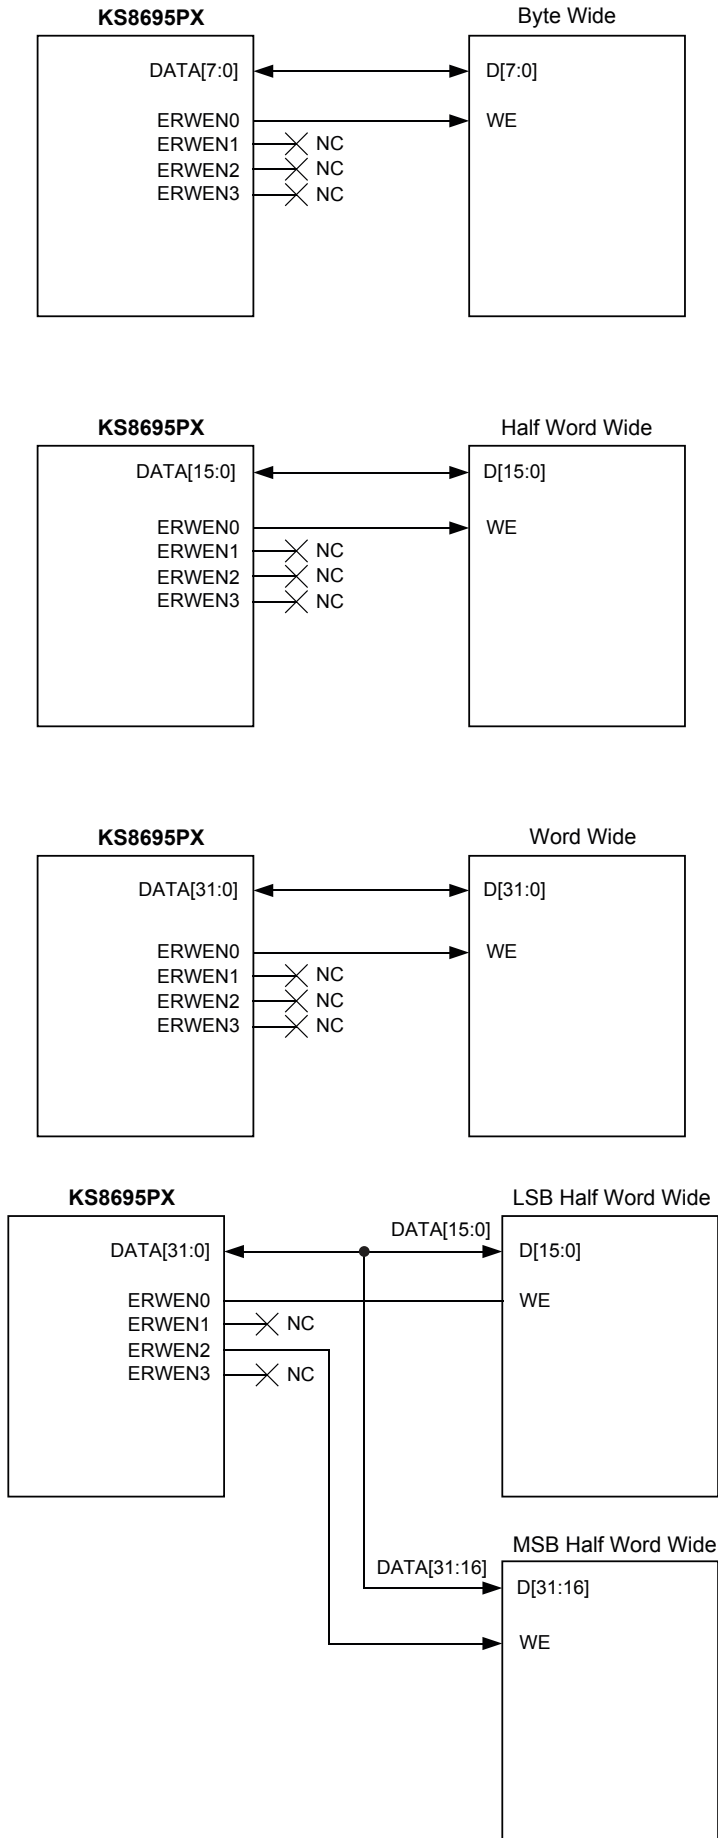 KS8695PX Byte Wide
DATA[7:0] D[7:0]
ERWEN0 WE
ERWEN1 NC
ERWEN2 NC
ERWEN3 NC
KS8695PX Half Word Wide
DATA[15:0] D[15:0]
ERWEN0 WE
ERWEN1 NC
ERWEN2 NC
ERWEN3 NC
KS8695PX Word Wide
DATA[31:0] D[31:0]
ERWEN0 WE
ERWEN1 NC
ERWEN2 NC
ERWEN3 NC
KS8695PX LSB Half Word Wide
DATA[15:0]
DATA[31:0] D[15:0]
ERWEN0 WE
ERWEN1 NC
ERWEN2
ERWEN3 NC
MSB Half Word Wide
DATA[31:16]
D[31:16]
WE